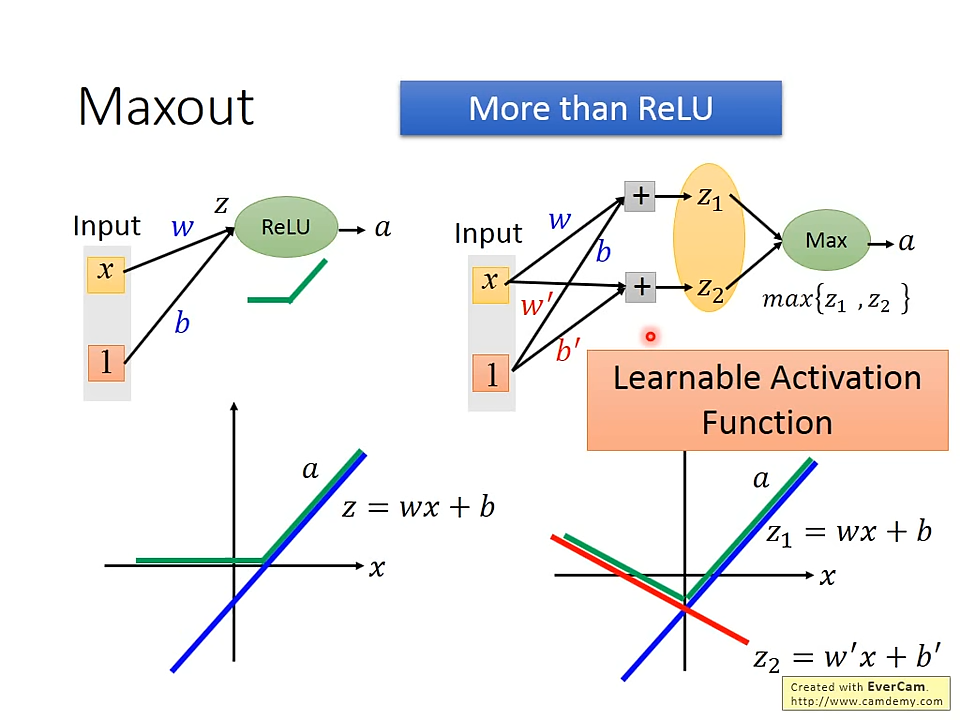 Maxout
More than ReLU
Input
w
z
ReLU
a
x
b
1
Input
w
b
x
w′
1
b′
+
z₁
+
z₂
Max
a
max{z₁ , z₂ }
Learnable Activation
Function
a
z = wx + b
x
a
z₁ = wx + b
x
z₂ = w′x + b′
Created with EverCam.
http://www.camdemy.com